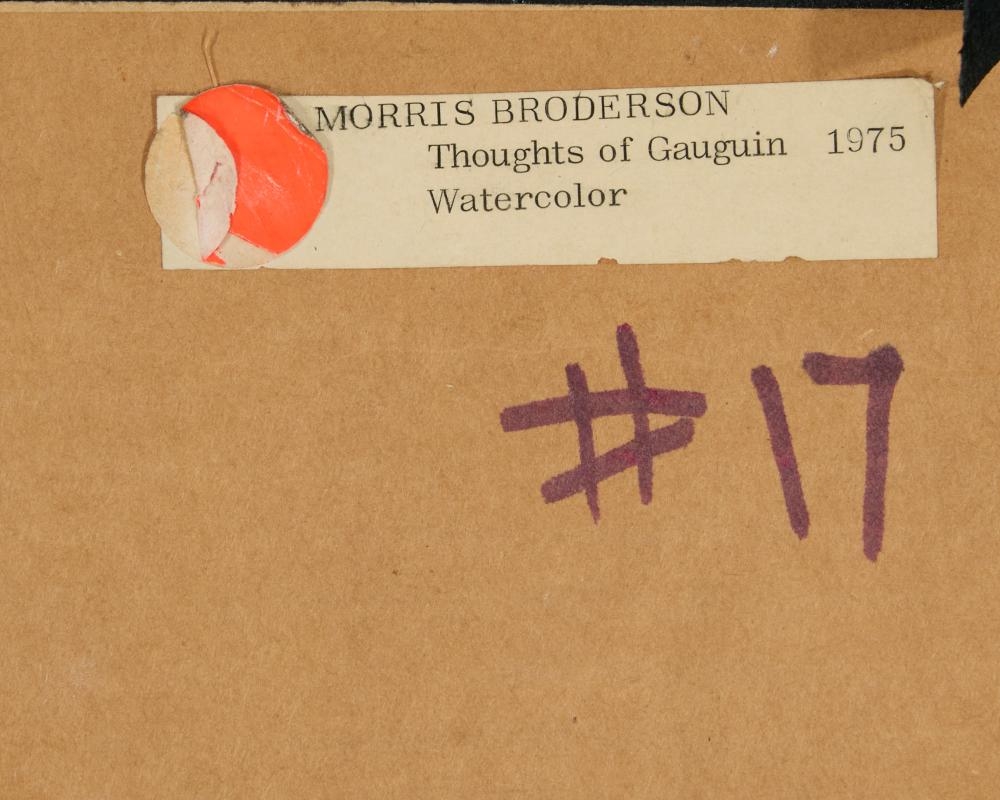 MORRIS BRODERSON
Thoughts of Gauguin 1975
Watercolor
#17